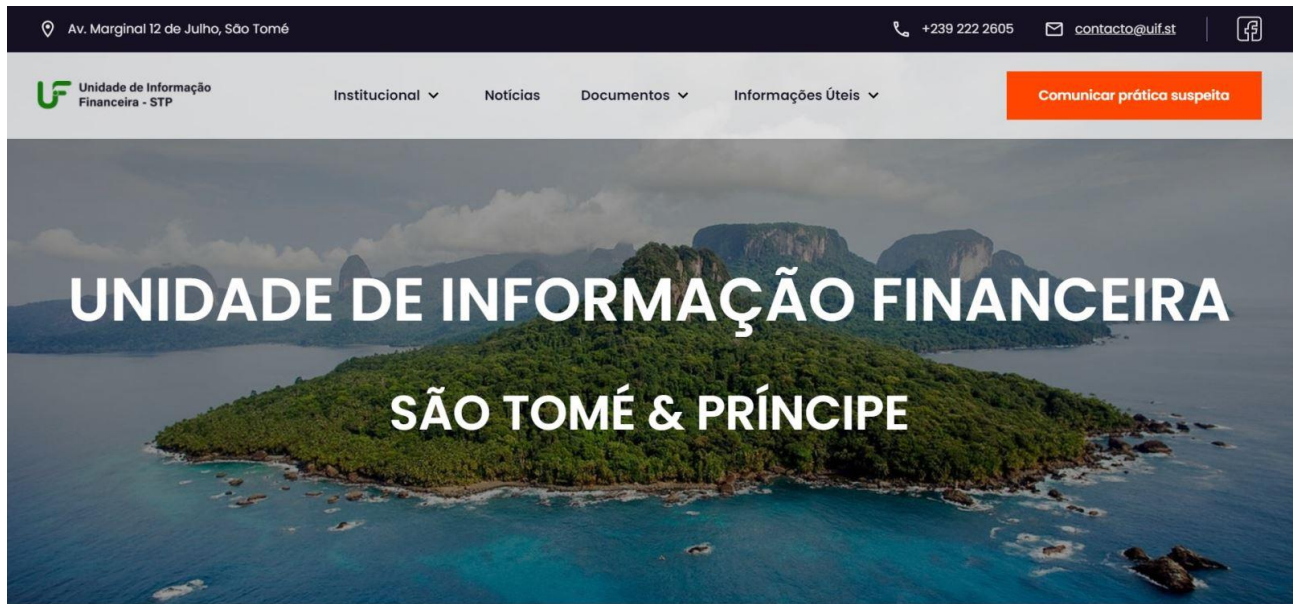 Av. Marginal 12 de Julho, São Tomé
+239 222 2605
contacto@uif.st
UF
Unidade de Informação
Financeira - STP
Institucional
Notícias
Documentos
Informações Úteis
Comunicar prática suspeita
UNIDADE DE INFORMAÇÃO FINANCEIRA
SÃO TOMÉ & PRÍNCIPE